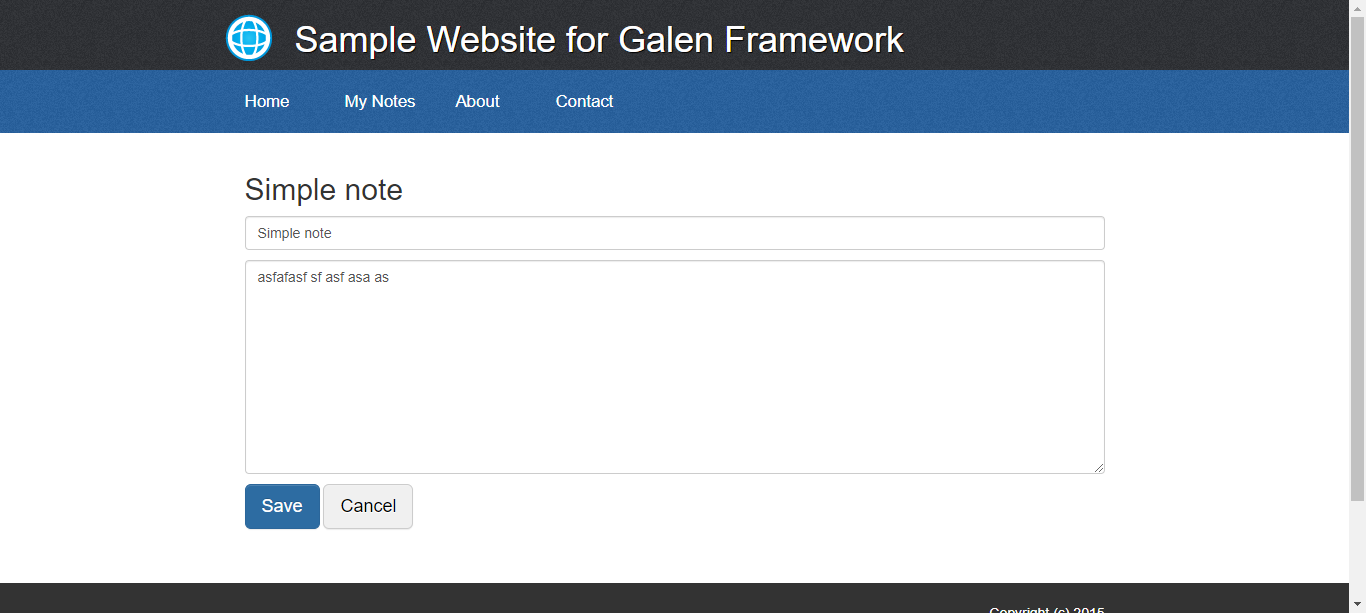 Sample Website for Galen Framework
Home My Notes About Contact
Simple note
Simple note
asfafasf sf asf asa as
Save Cancel
Copyright (c) 2015